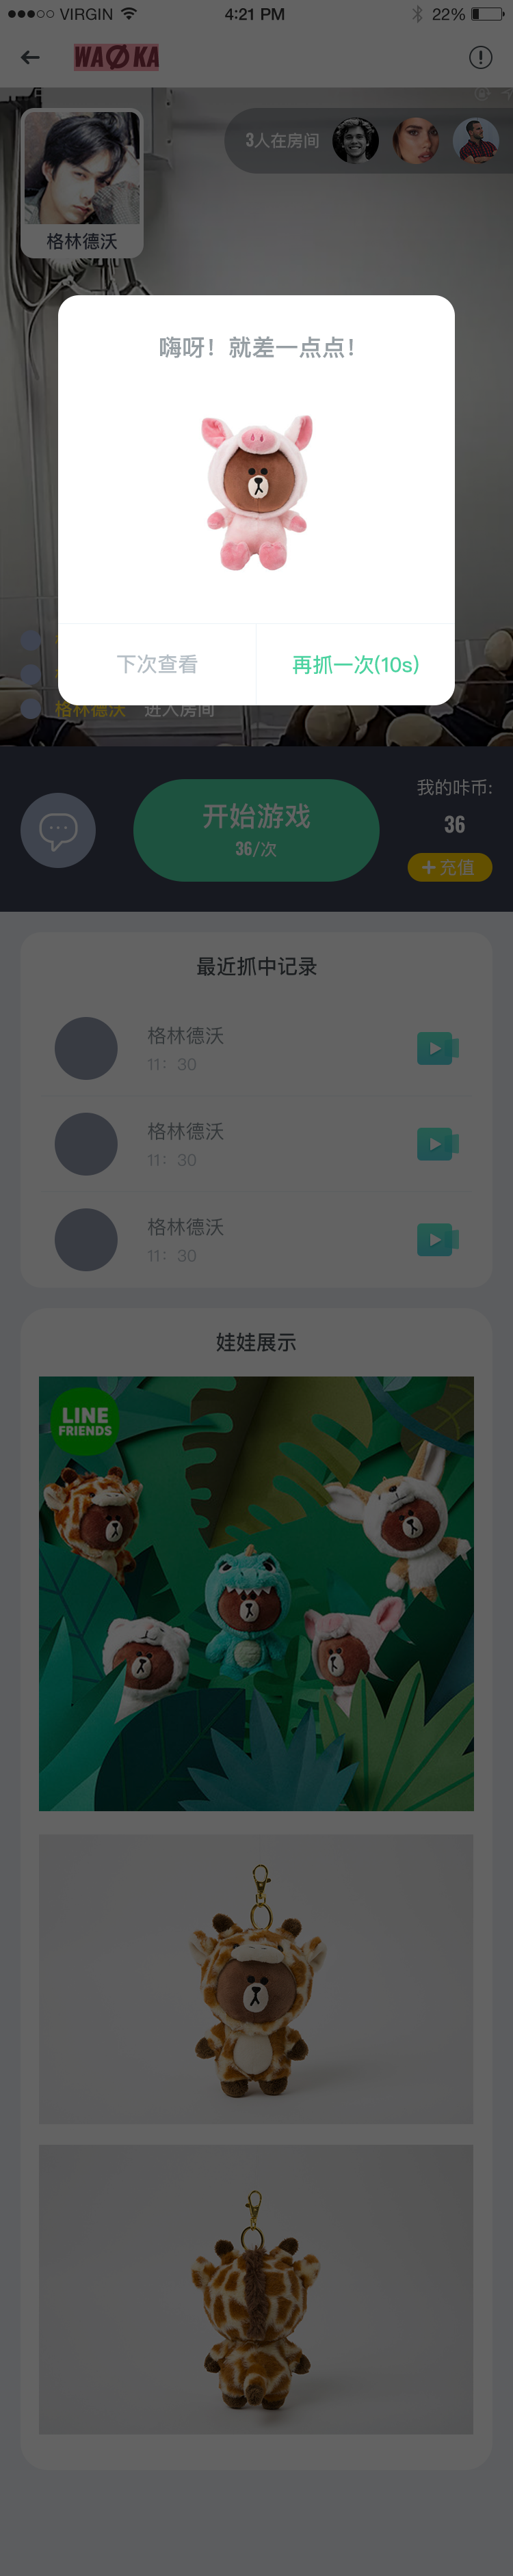 VIRGIN
4:21 PM
22%
WAØKA
3人在房间
格林德沃
嗨呀！就差一点点！
下次查看
再抓一次(10s)
格林德沃 进入房间
开始游戏
36/次
我的咔币:
36
+充值
最近抓中记录
格林德沃
11：30
格林德沃
11：30
格林德沃
11：30
娃娃展示
LINE
FRIENDS